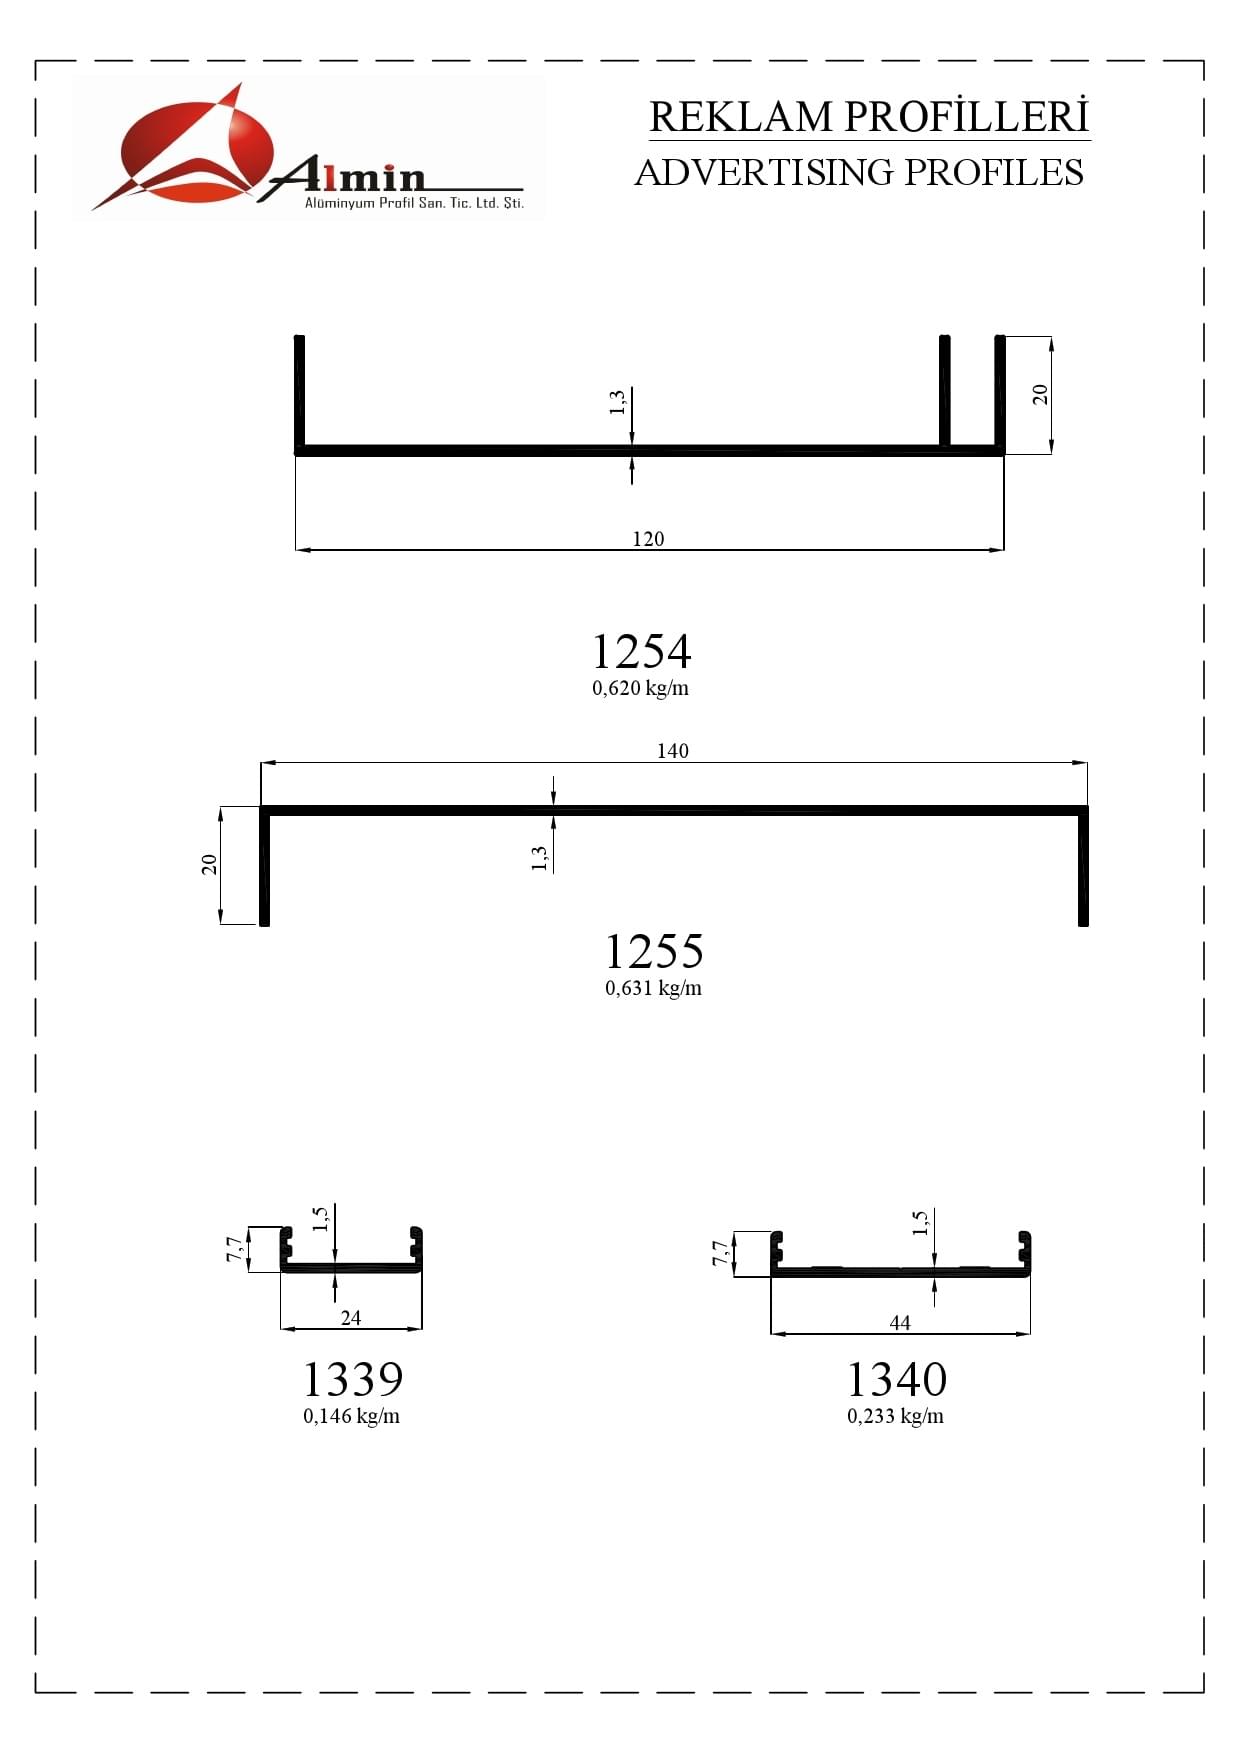 Almin
Alüminyum Profil San. Tic. Ltd. Şti.
REKLAM PROFİLLERİ
ADVERTISING PROFILES
1,3
20
120
1254
0,620 kg/m
140
20
1,3
1255
0,631 kg/m
7,7
1,5
24
1339
0,146 kg/m
7,7
1,5
44
1340
0,233 kg/m